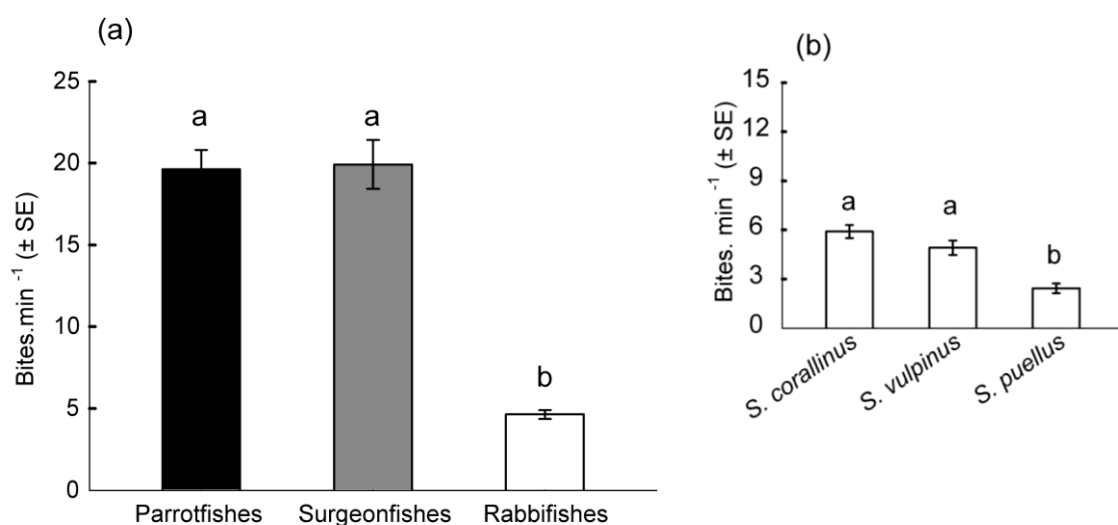 (a)
Bites.min -1 (± SE)
25
20
15
10
5
0
a
a
b
Parrotfishes Surgeonfishes Rabbifishes
(b)
Bites. min -1 (± SE)
15
12
9
6
3
0
a
a
b
S. corallinus
S. vulpinus
S. puellus